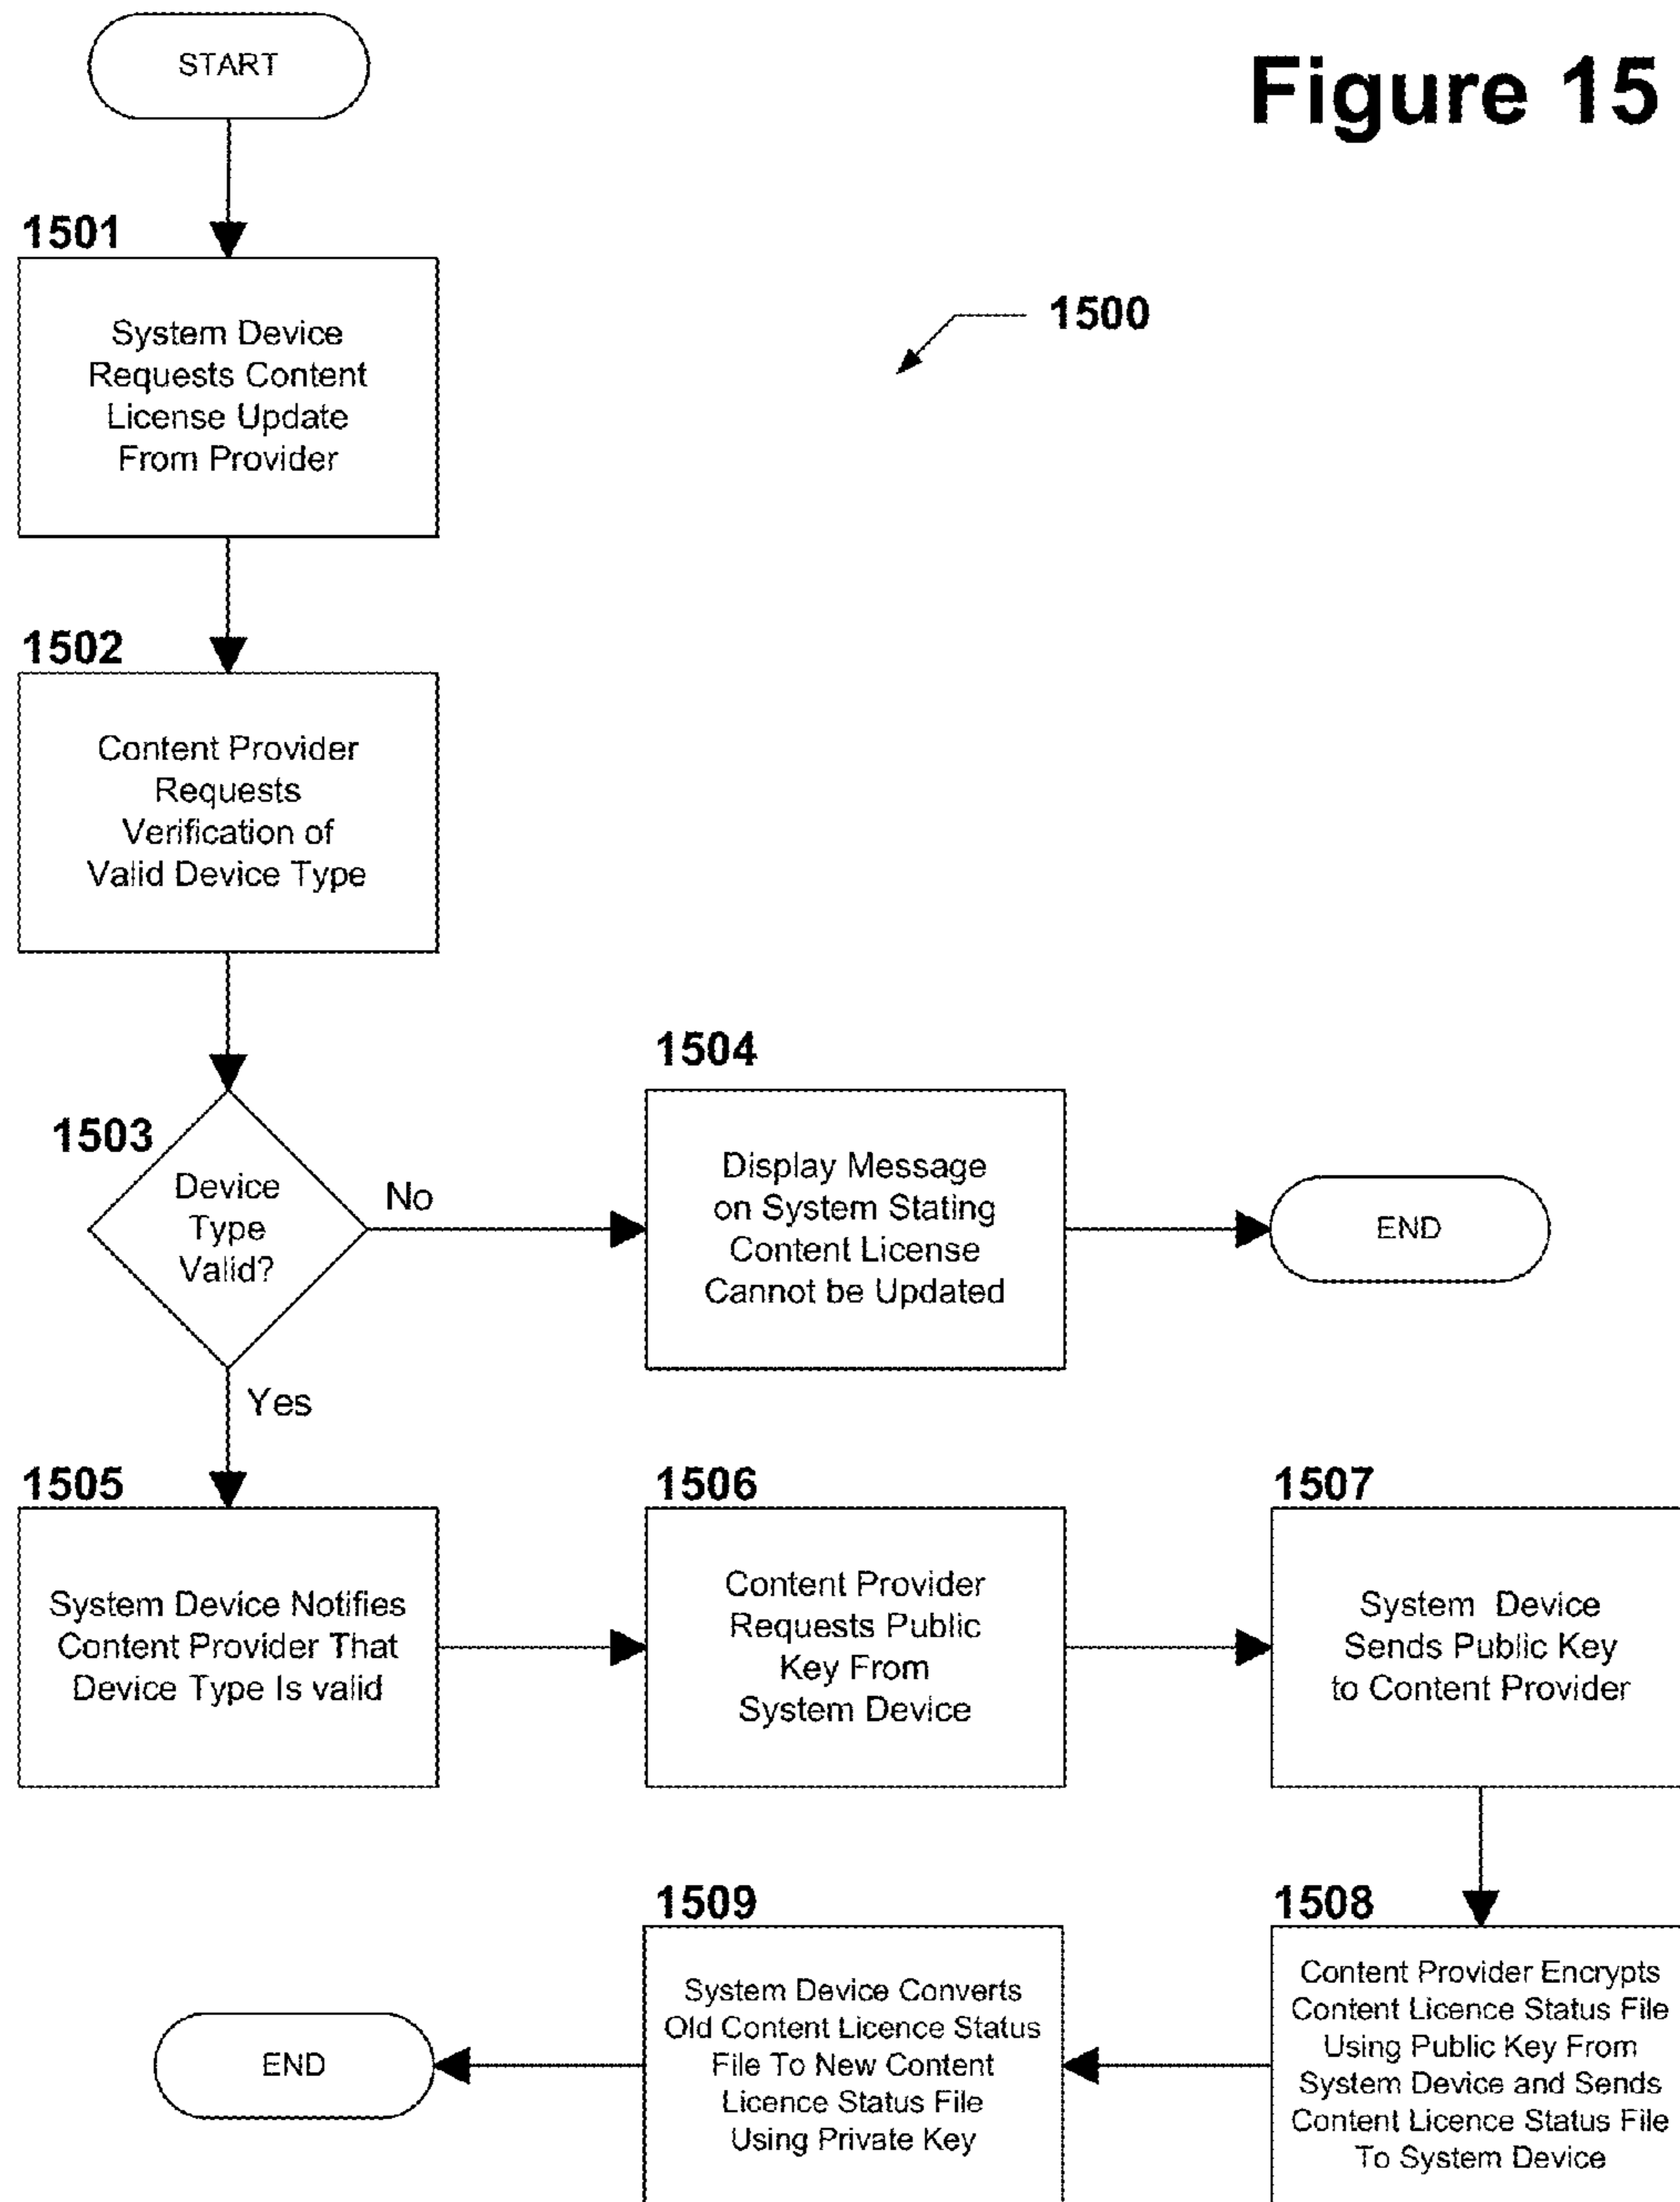 START
Figure 15
1501
System Device
Requests Content
License Update
From Provider
1500
1502
Content Provider
Requests
Verification of
Valid Device Type
1503
Device
Type
Valid?
No
1504
Display Message
on System Stating
Content License
Cannot be Updated
END
Yes
1505
System Device Notifies
Content Provider That
Device Type Is valid
1506
Content Provider
Requests Public
Key From
System Device
1507
System Device
Sends Public Key
to Content Provider
1508
Content Provider Encrypts
Content Licence Status File
Using Public Key From
System Device and Sends
Content Licence Status File
To System Device
1509
System Device Converts
Old Content Licence Status
File To New Content
Licence Status File
Using Private Key
END